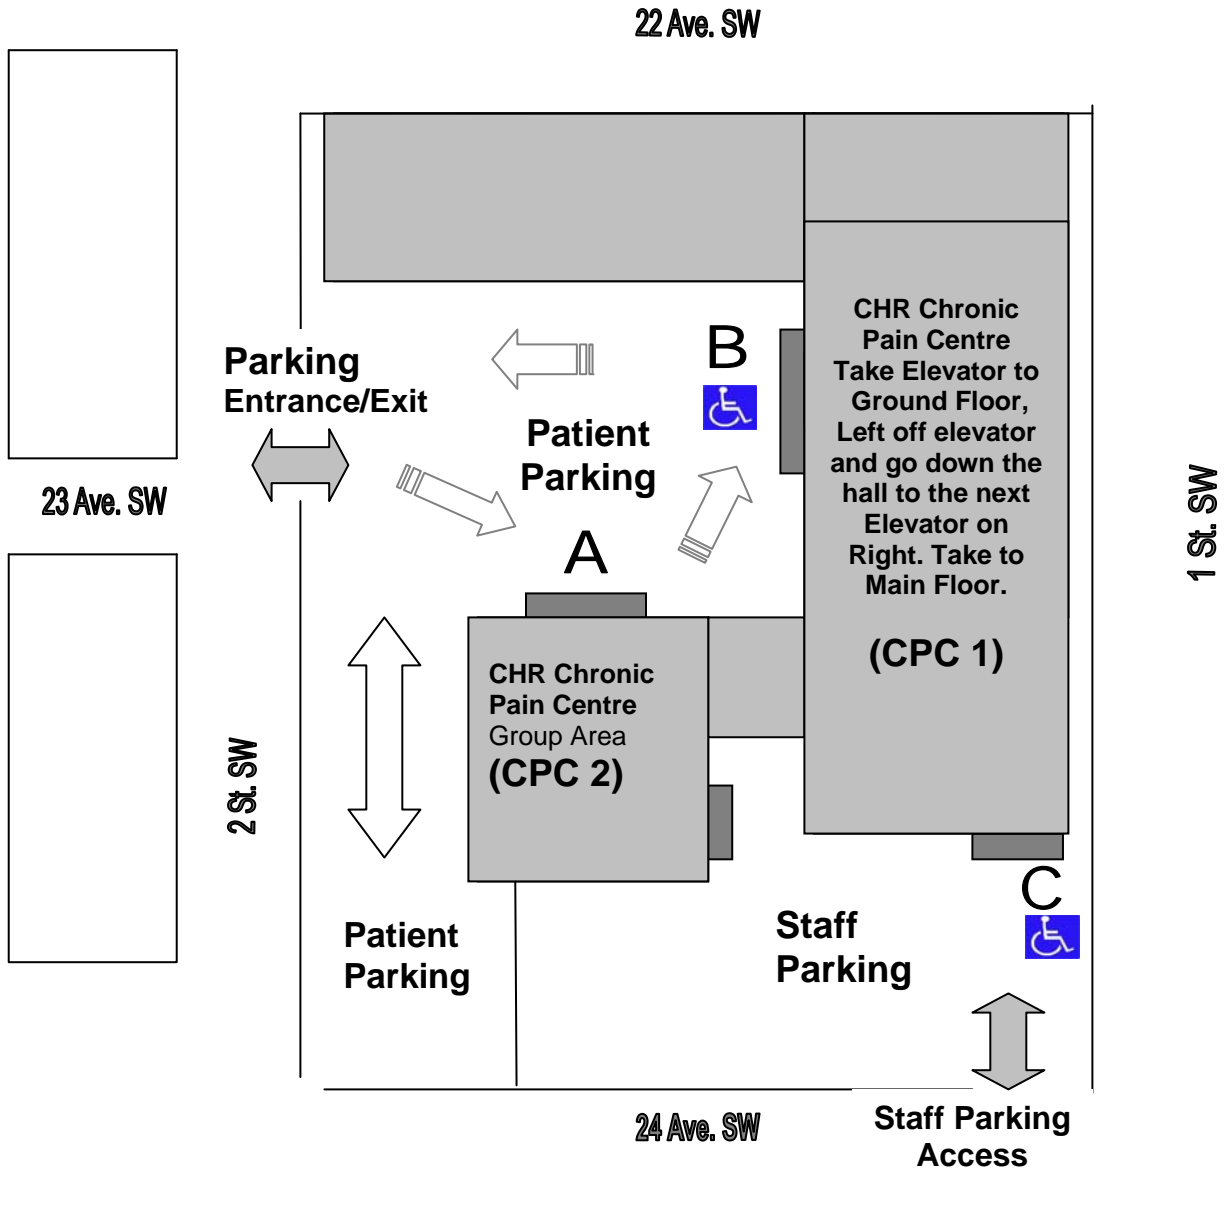 22 Ave. SW
CHR Chronic
Pain Centre
Take Elevator to
Ground Floor,
Left off elevator
and go down the
hall to the next
Elevator on
Right. Take to
Main Floor.
(CPC 1)
B
Parking
Entrance/Exit
Patient
Parking
23 Ave. SW
1 St. SW
A
CHR Chronic
Pain Centre
Group Area
(CPC 2)
2 St. SW
C
Patient
Parking
Staff
Parking
24 Ave. SW
Staff Parking
Access